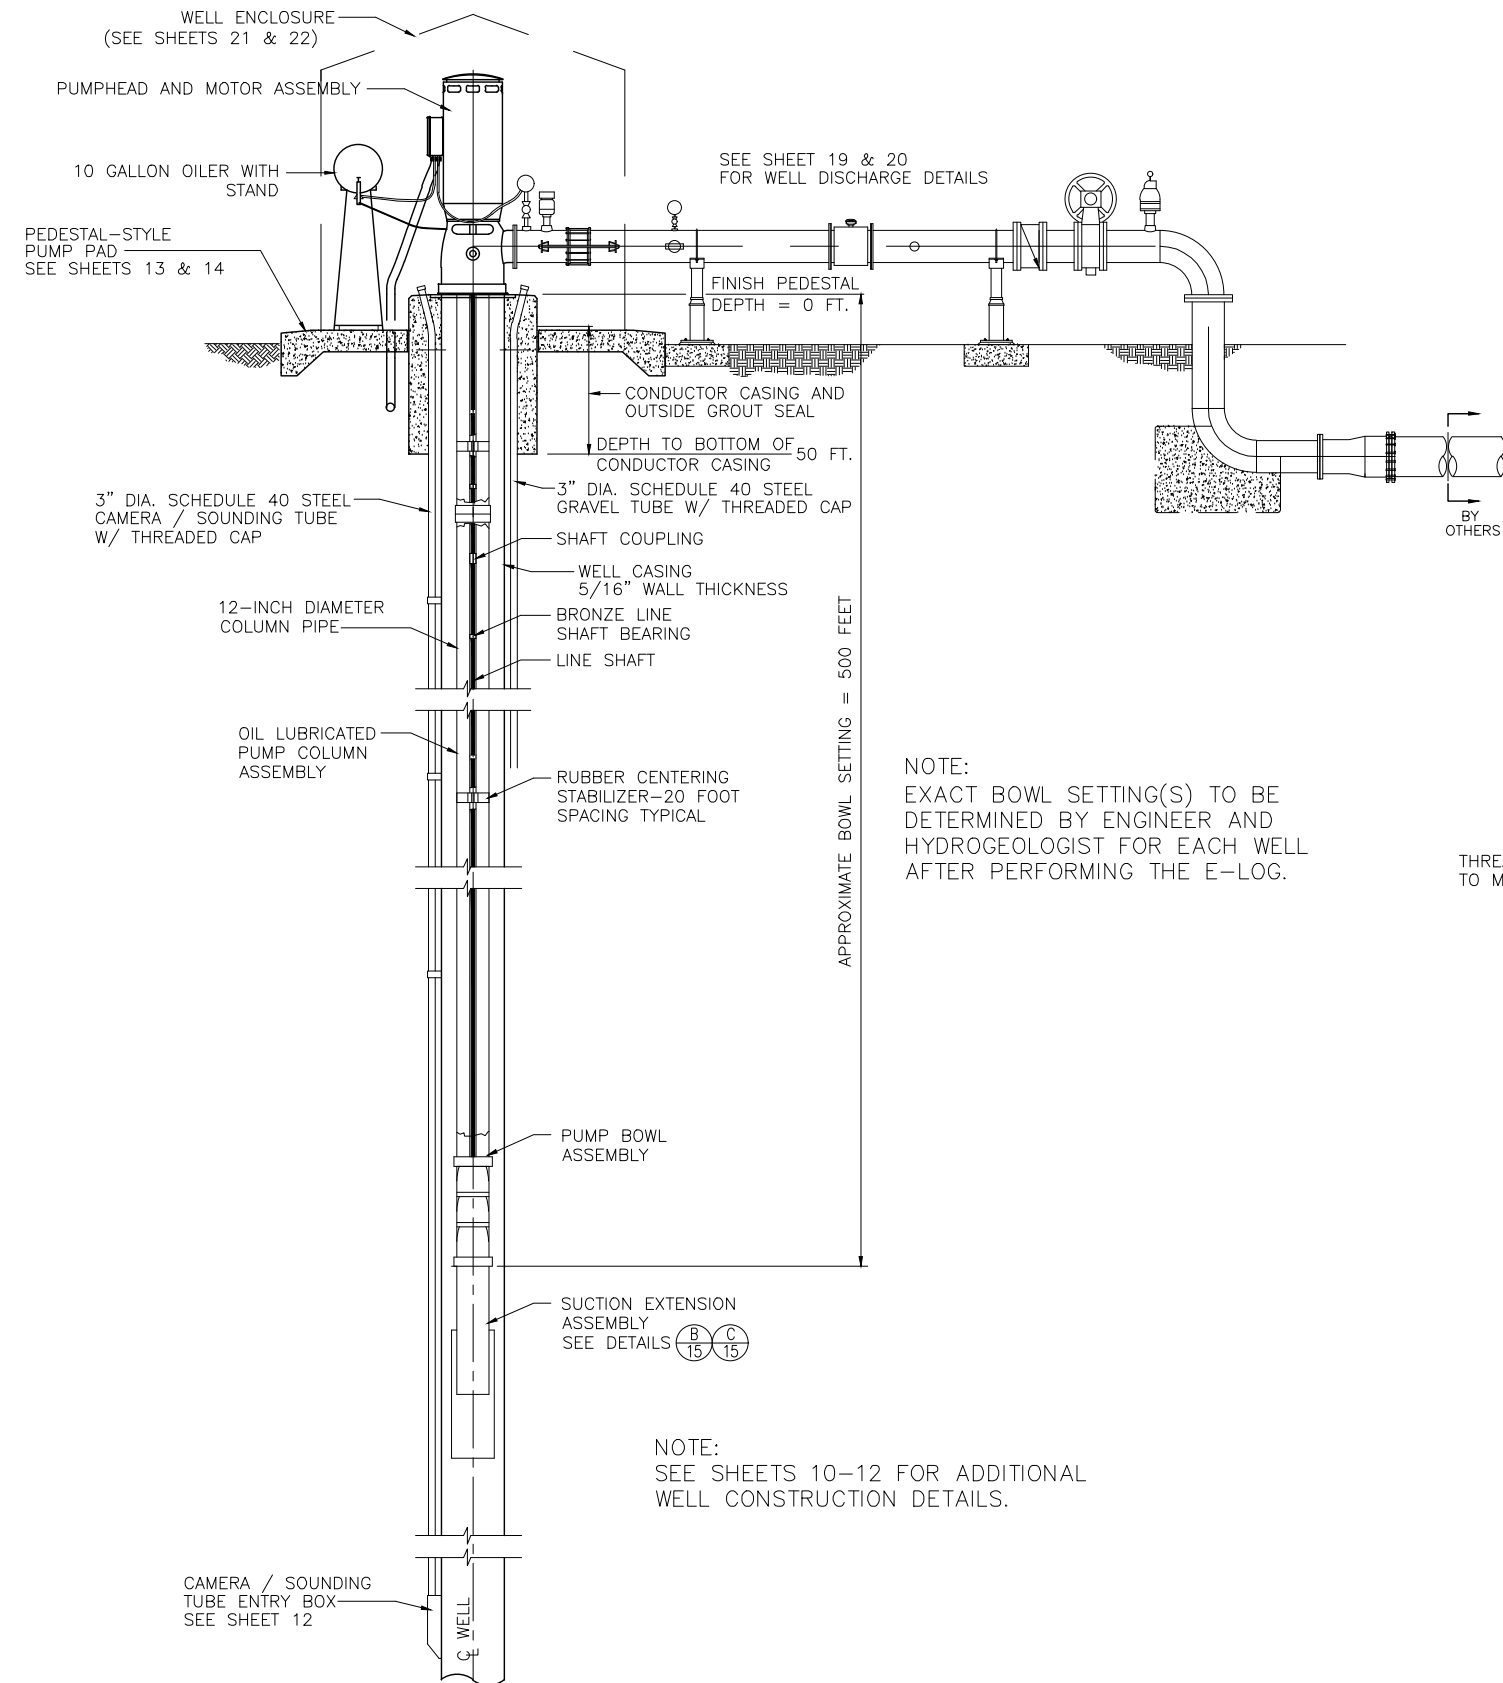 WELL ENCLOSURE
(SEE SHEETS 21 & 22)
PUMPHEAD AND MOTOR ASSEMBLY
10 GALLON OILER WITH
STAND
PEDESTAL-STYLE
PUMP PAD
SEE SHEETS 13 & 14
SEE SHEET 19 & 20
FOR WELL DISCHARGE DETAILS
FINISH PEDESTAL
DEPTH = 0 FT.
CONDUCTOR CASING AND
OUTSIDE GROUT SEAL
DEPTH TO BOTTOM OF
CONDUCTOR CASING
50 FT.
3" DIA. SCHEDULE 40 STEEL
CAMERA / SOUNDING TUBE
W/ THREADED CAP
3" DIA. SCHEDULE 40 STEEL
GRAVEL TUBE W/ THREADED CAP
BY
OTHERS
SHAFT COUPLING
WELL CASING
5/16" WALL THICKNESS
12-INCH DIAMETER
COLUMN PIPE
BRONZE LINE
SHAFT BEARING
LINE SHAFT
APPROXIMATE BOWL SETTING = 500 FEET
OIL LUBRICATED
PUMP COLUMN
ASSEMBLY
RUBBER CENTERING
STABILIZER-20 FOOT
SPACING TYPICAL
NOTE:
EXACT BOWL SETTING(S) TO BE
DETERMINED BY ENGINEER AND
HYDROGEOLOGIST FOR EACH WELL
AFTER PERFORMING THE E-LOG.
THREA
TO M
PUMP BOWL
ASSEMBLY
SUCTION EXTENSION
ASSEMBLY
SEE DETAILS
B
15
C
15
NOTE:
SEE SHEETS 10-12 FOR ADDITIONAL
WELL CONSTRUCTION DETAILS.
CAMERA / SOUNDING
TUBE ENTRY BOX
SEE SHEET 12
CL WELL